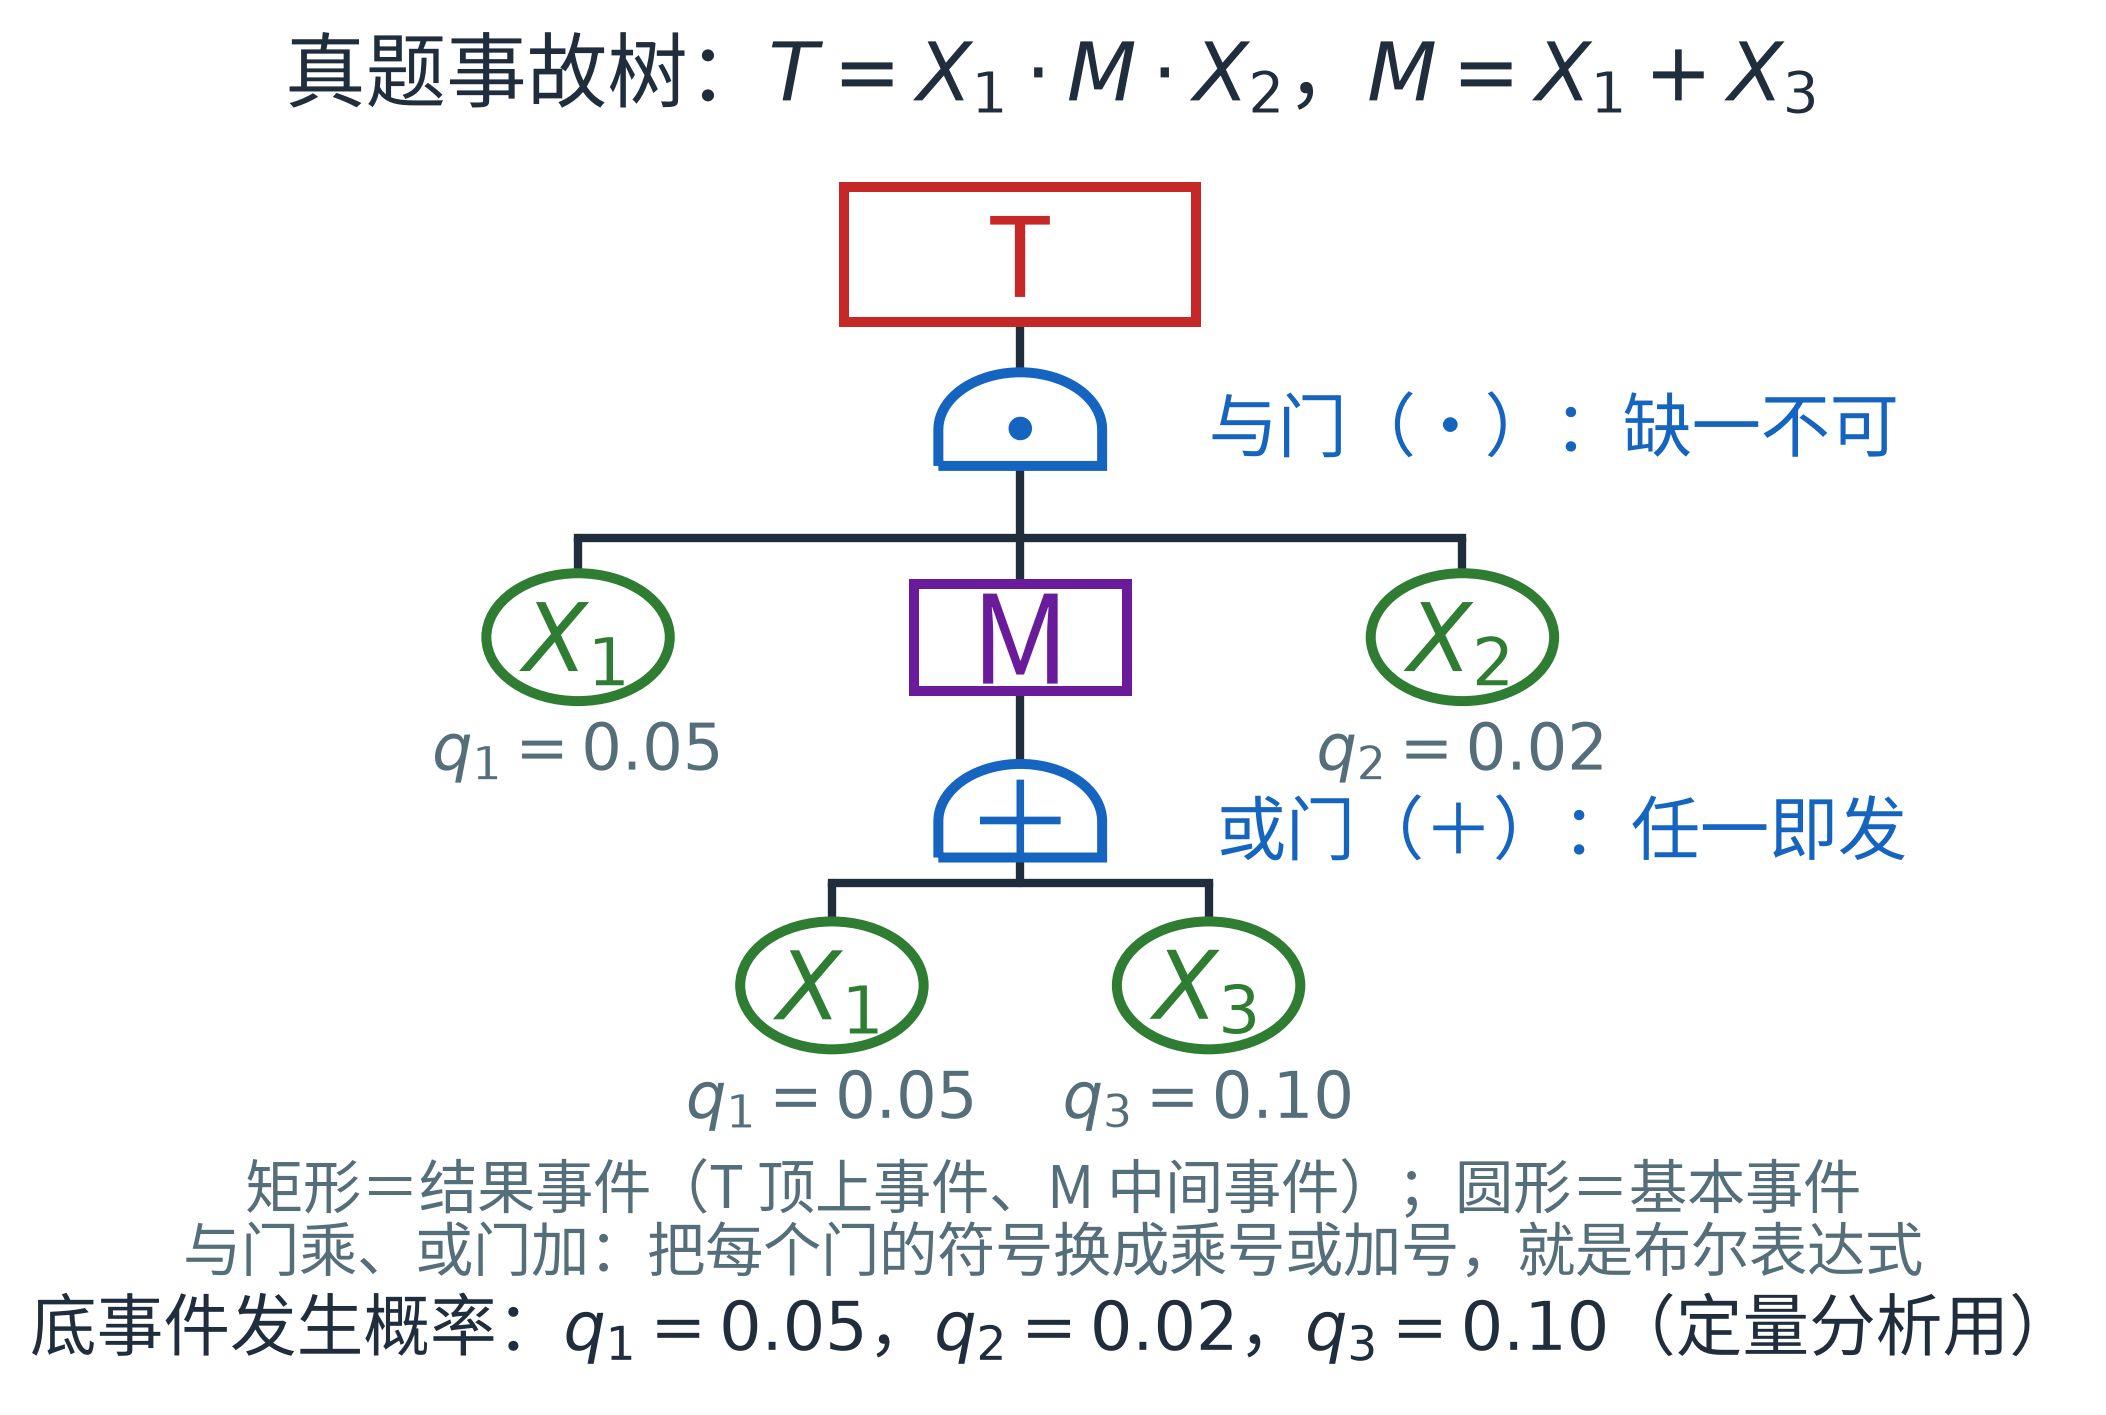 真题事故树：T = X₁ · M · X₂，M = X₁ + X₃
T
与门（·）：缺一不可
X₁
M
X₂
q₁ = 0.05
q₂ = 0.02
或门（+）：任一即发
X₁
X₃
q₁ = 0.05
q₃ = 0.10
矩形＝结果事件（T 顶上事件、M 中间事件）；圆形＝基本事件
与门乘、或门加：把每个门的符号换成乘号或加号，就是布尔表达式
底事件发生概率：q₁ = 0.05，q₂ = 0.02，q₃ = 0.10（定量分析用）